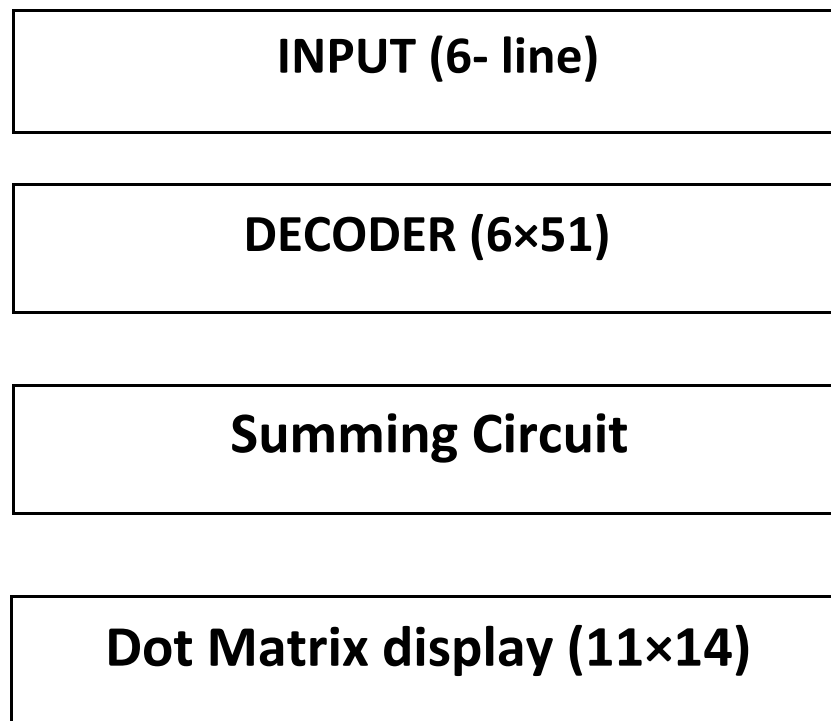 INPUT (6- line)
DECODER (6×51)
Summing Circuit
Dot Matrix display (11×14)